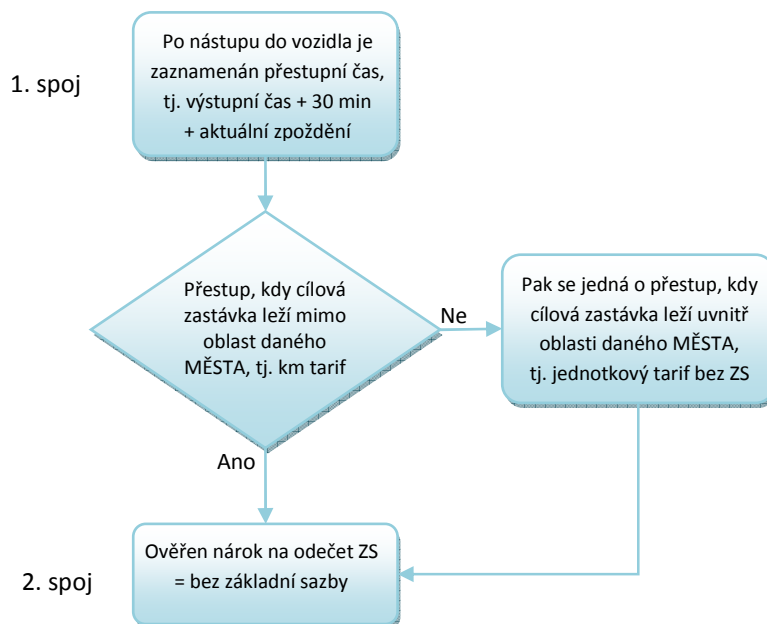 1. spoj
Po nástupu do vozidla je
zaznamenán přestupní čas,
tj. výstupní čas + 30 min
+ aktuální zpoždění
Přestup, kdy cílová
zastávka leží mimo
oblast daného
MĚSTA, tj. km tarif
Ne
Pak se jedná o přestup, kdy
cílová zastávka leží uvnitř
oblasti daného MĚSTA,
tj. jednotkový tarif bez ZS
Ano
2. spoj
Ověřen nárok na odečet ZS
= bez základní sazby